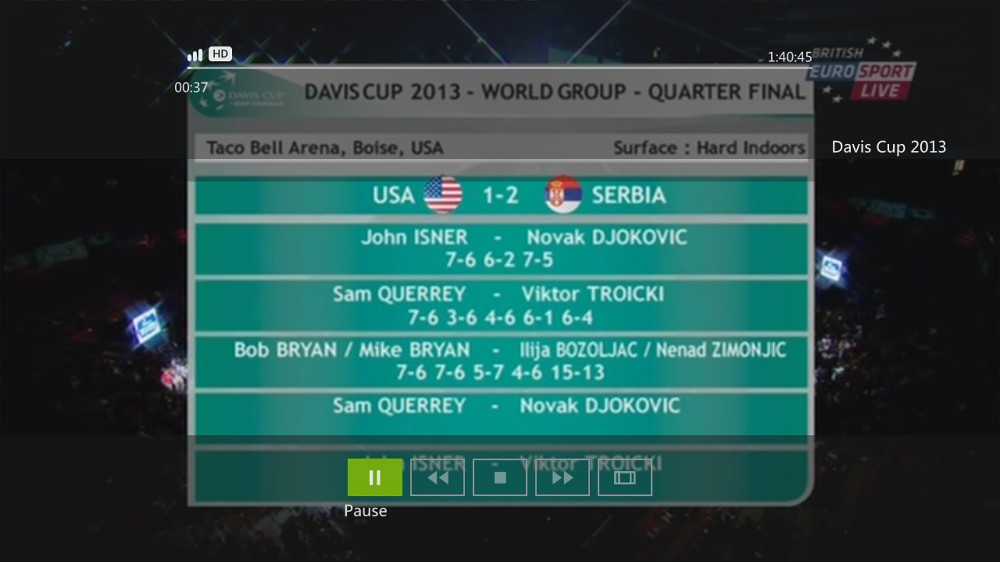 HD
1:40:45
BRITISH
EUROSPORT
LIVE
00:37
DAVIS CUP
DAVIS CUP 2013 - WORLD GROUP - QUARTER FINAL
Taco Bell Arena, Boise, USA Surface : Hard Indoors
Davis Cup 2013
USA 1-2 SERBIA
John ISNER - Novak DJOKOVIC
7-6 6-2 7-5
Sam QUERREY - Viktor TROICKI
7-6 3-6 4-6 6-1 6-4
Bob BRYAN / Mike BRYAN - Ilija BOZOLJAC / Nenad ZIMONJIC
7-6 7-6 5-7 4-6 15-13
Sam QUERREY - Novak DJOKOVIC
John ISNER - Viktor TROICKI
Pause